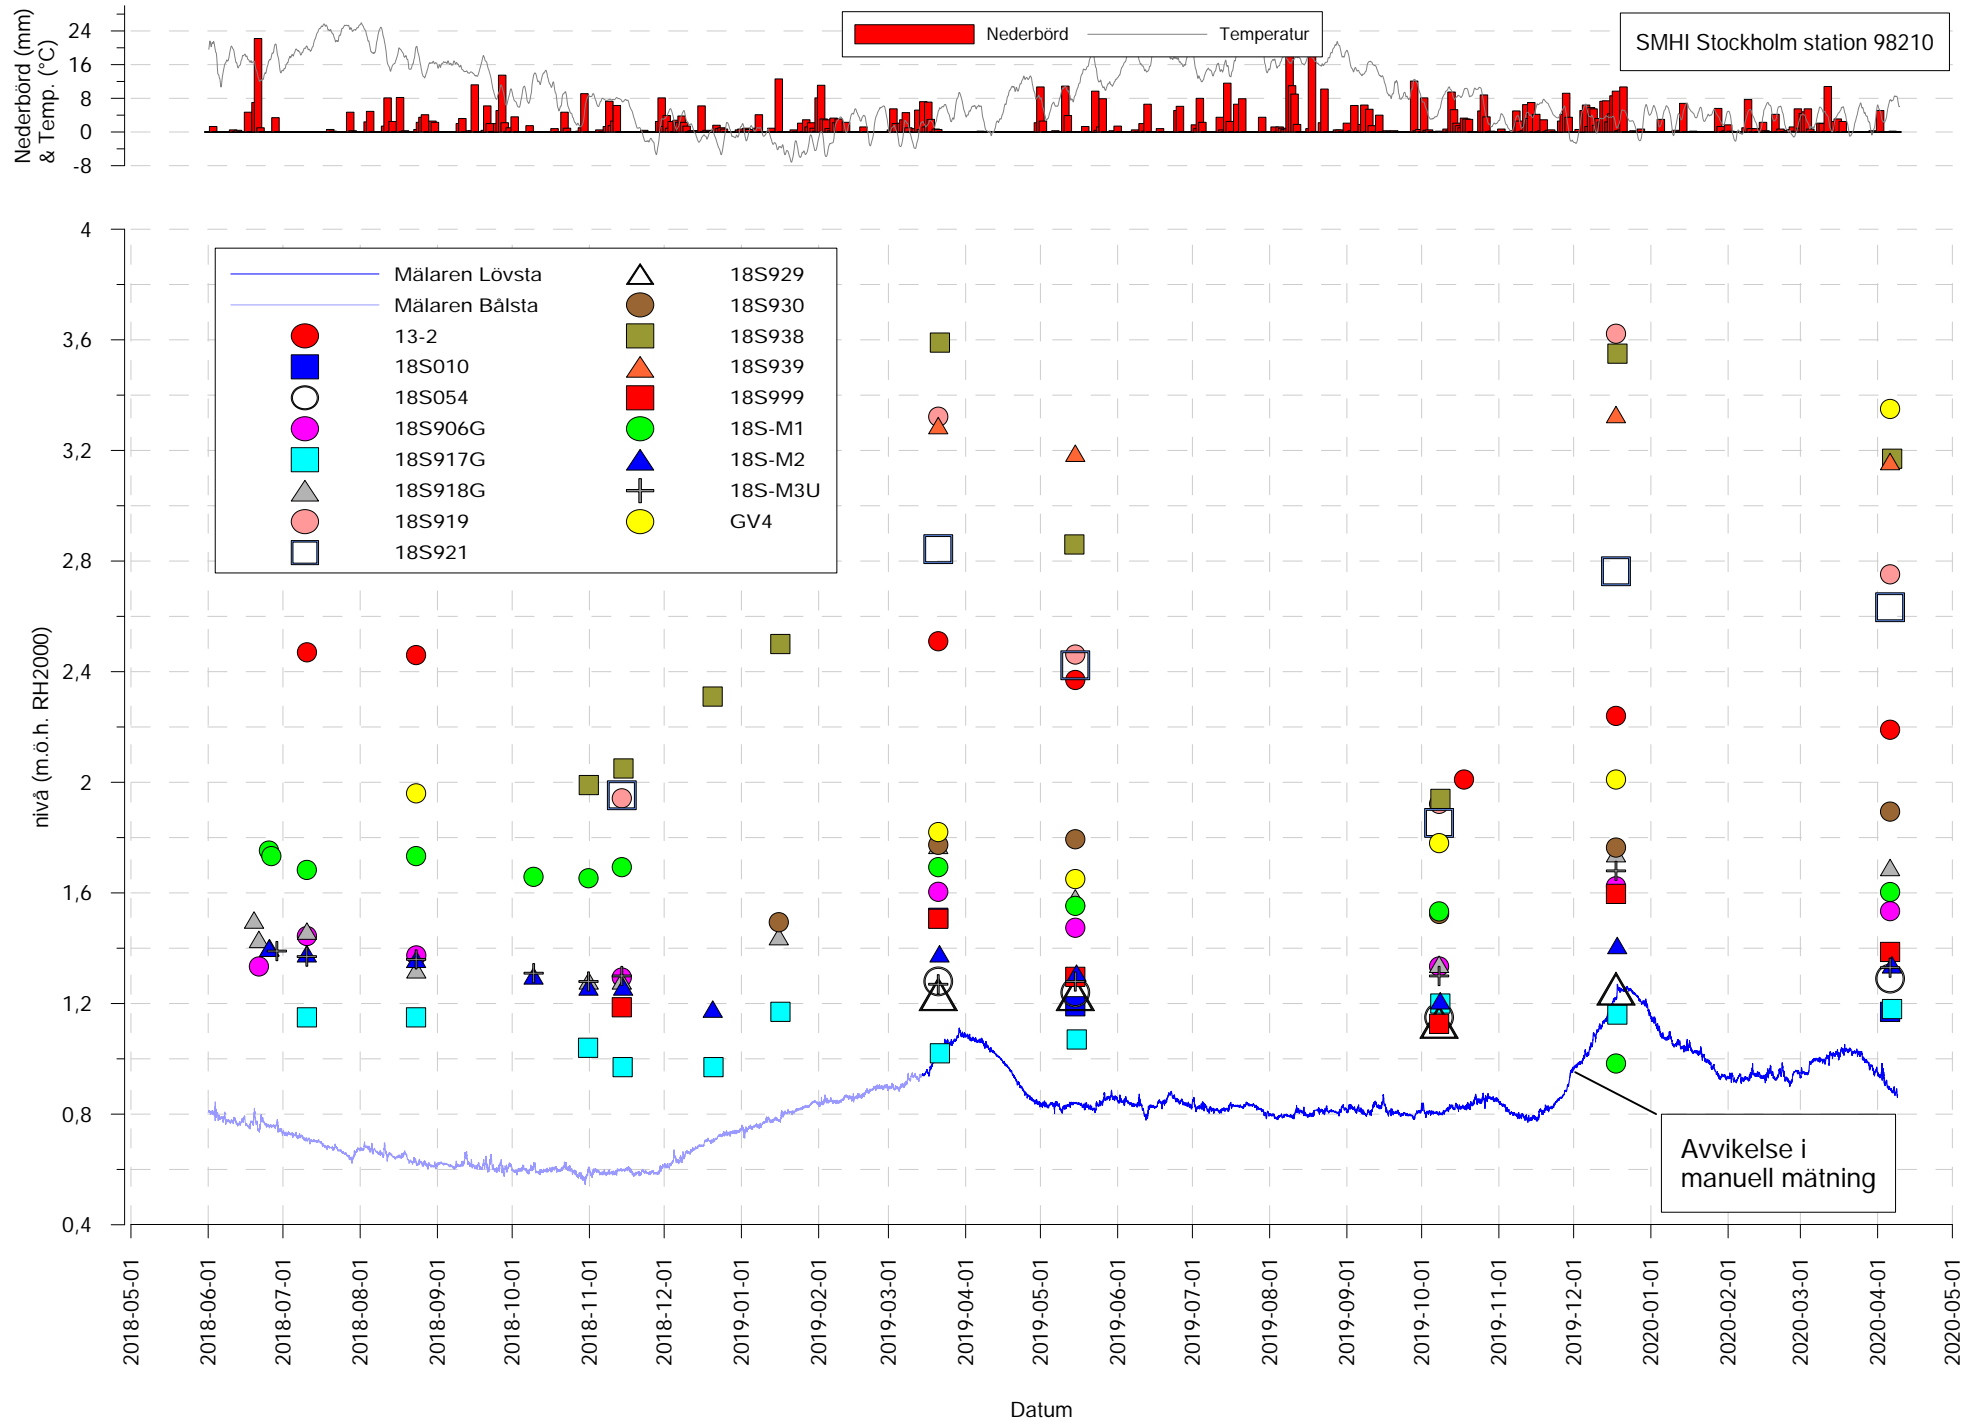 Nederbörd (mm)
& Temp. (°C)
24
16
8
0
-8
Nederbörd
Temperatur
SMHI Stockholm station 98210
nivå (m.ö.h. RH2000)
4
3,6
3,2
2,8
2,4
2
1,6
1,2
0,8
0,4
Mälaren Lövsta
Mälaren Bålsta
13-2
18S010
18S054
18S906G
18S917G
18S918G
18S919
18S921
18S929
18S930
18S938
18S939
18S999
18S-M1
18S-M2
18S-M3U
GV4
Avvikelse i
manuell mätning
2018-05-01
2018-06-01
2018-07-01
2018-08-01
2018-09-01
2018-10-01
2018-11-01
2018-12-01
2019-01-01
2019-02-01
2019-03-01
2019-04-01
2019-05-01
2019-06-01
2019-07-01
2019-08-01
2019-09-01
2019-10-01
2019-11-01
2019-12-01
2020-01-01
2020-02-01
2020-03-01
2020-04-01
2020-05-01
Datum